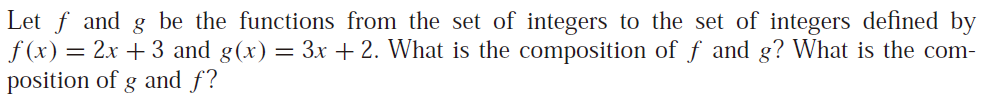 Let f and g be the functions from the set of integers to the set of integers defined by
f(x) = 2x + 3 and g(x) = 3x + 2. What is the composition of f and g? What is the com-
position of g and f?